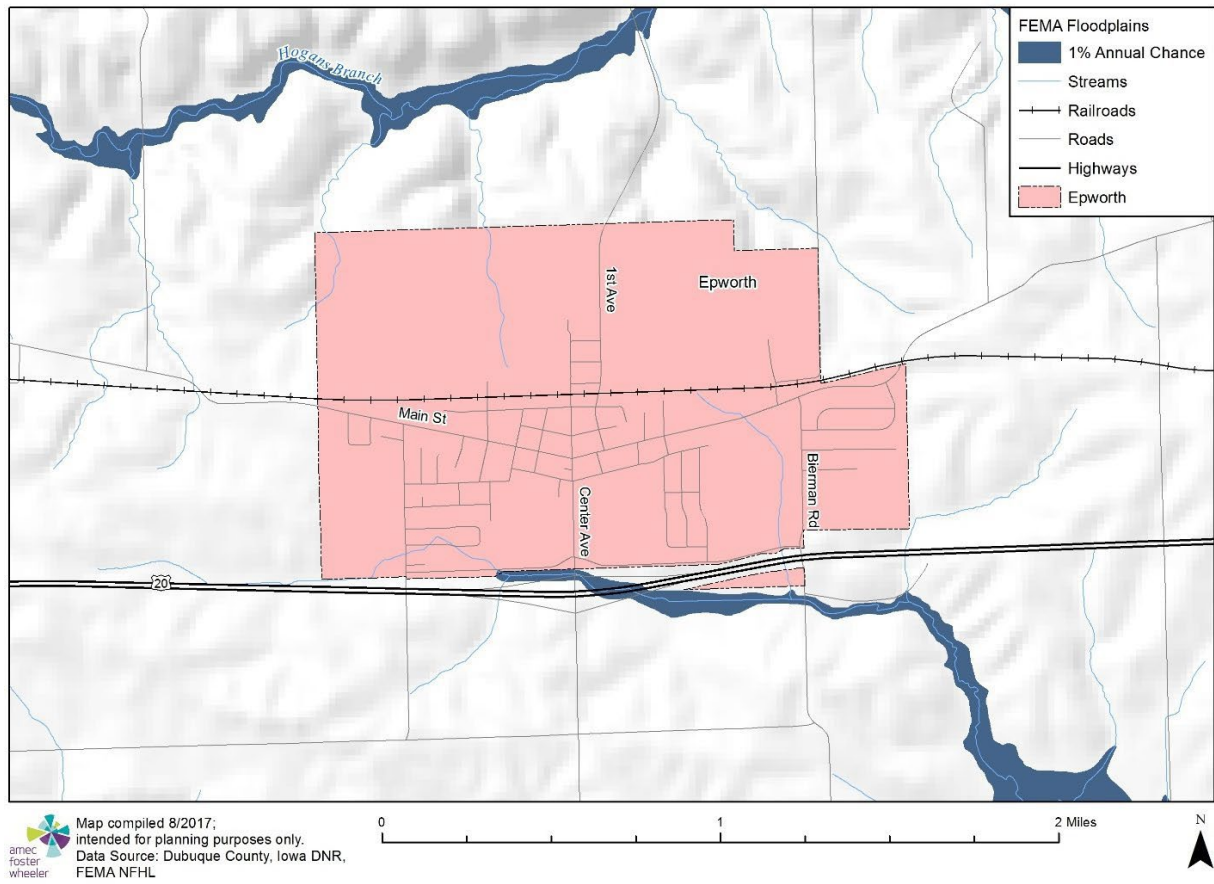 Hogans Branch
FEMA Floodplains
1% Annual Chance
Streams
Railroads
Roads
Highways
Epworth
1st Ave
Epworth
Main St
Center Ave
Bierman Rd
20
amec
foster
wheeler
Map compiled 8/2017;
intended for planning purposes only.
Data Source: Dubuque County, Iowa DNR,
FEMA NFHL
0 1 2 Miles
N